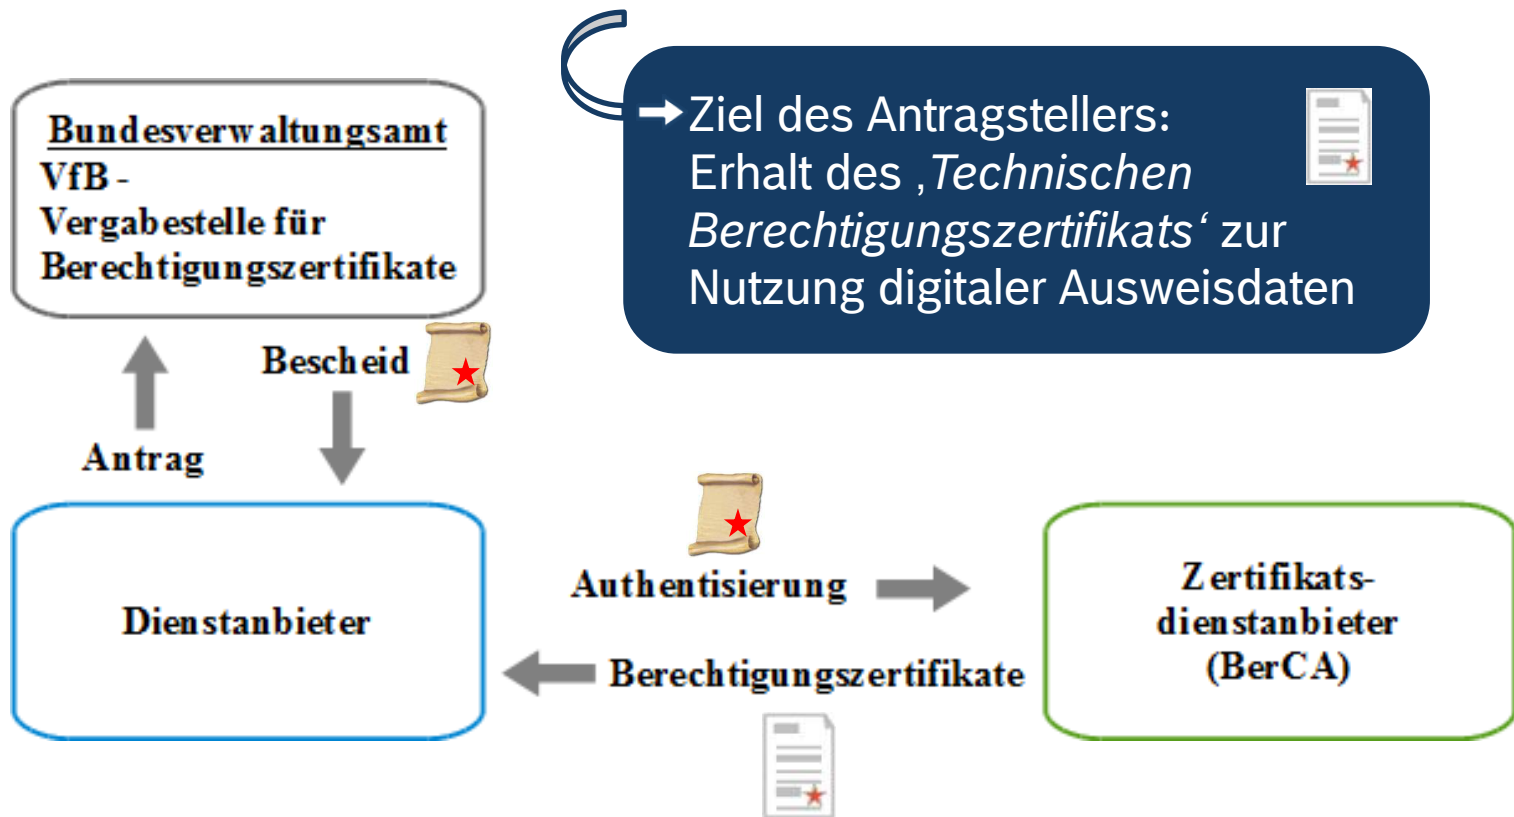 Bundesverwaltungsamt
VfB -
Vergabestelle für
Berechtigungszertifikate
Ziel des Antragstellers:
Erhalt des ‚Technischen
Berechtigungszertifikats‘ zur
Nutzung digitaler Ausweisdaten
Bescheid
Antrag
Dienstanbieter
Authentisierung
Berechtigungszertifikate
Zertifikats-
dienstanbieter
(BerCA)